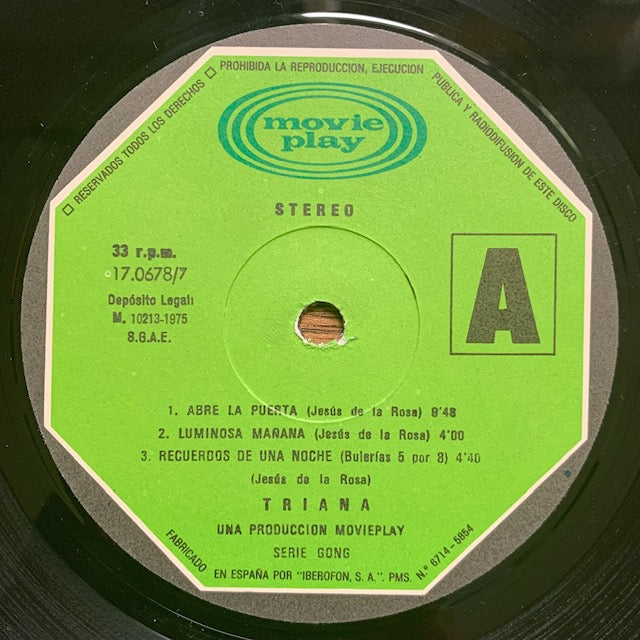 □ RESERVADOS TODOS LOS DERECHOS □ PROHIBIDA LA REPRODUCCION, EJECUCION PUBLICA Y RADIODIFUSION DE ESTE DISCO
movie
play
STEREO
33 r.p.m.
17.0678/7
Depósito Legal:
M. 10213-1975
S.G.A.E.
A
1. ABRE LA PUERTA (Jesús de la Rosa) 9'48
2. LUMINOSA MAÑANA (Jesús de la Rosa) 4'00
3. RECUERDOS DE UNA NOCHE (Bulerías 5 por 8) 4'40
(Jesús de la Rosa)
TRIANA
UNA PRODUCCION MOVIEPLAY
SERIE GONG
FABRICADO EN ESPAÑA POR "IBEROFON, S. A." PMS. N.º 6714 - 5854